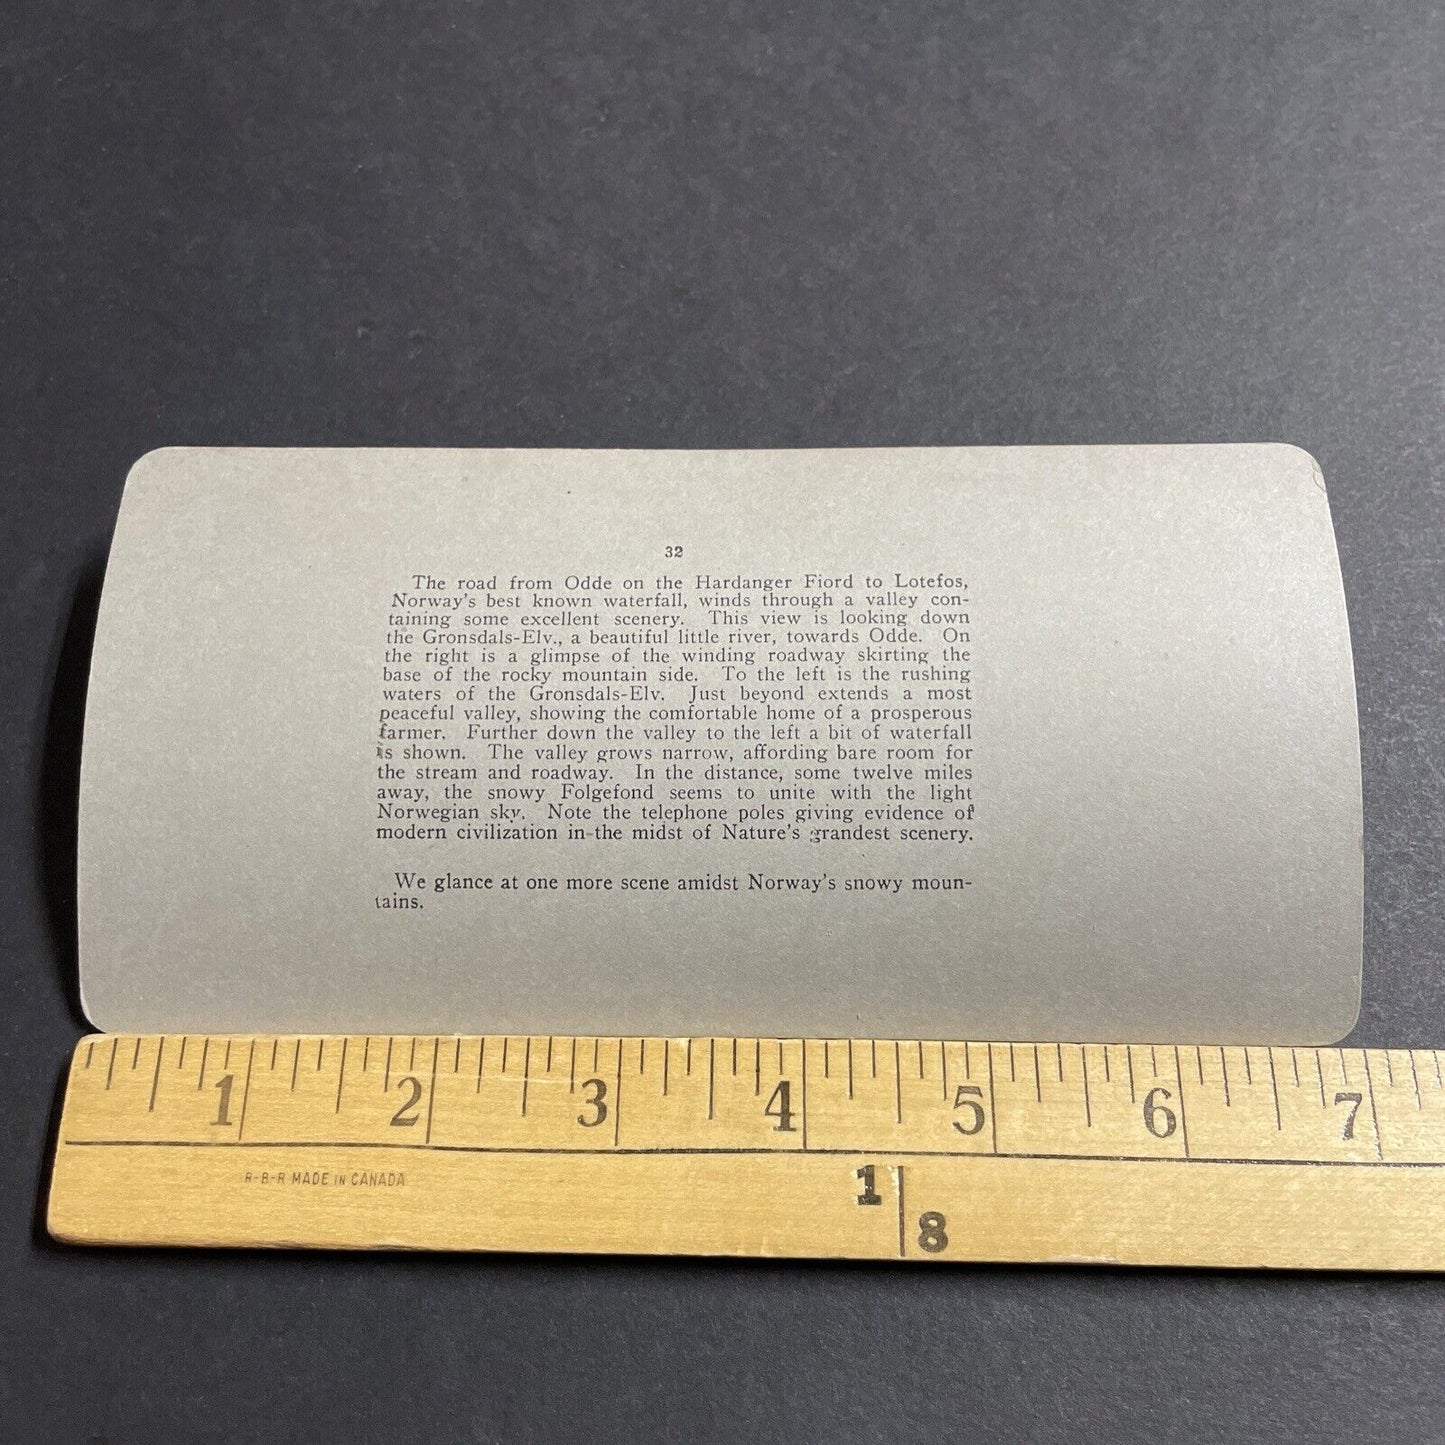 32
The road from Odde on the Hardanger Fiord to Lotefos,
Norway's best known waterfall, winds through a valley con-
taining some excellent scenery. This view is looking down
the Gronsdals-Elv., a beautiful little river, towards Odde. On
the right is a glimpse of the winding roadway skirting the
base of the rocky mountain side. To the left is the rushing
waters of the Gronsdals-Elv. Just beyond extends a most
peaceful valley, showing the comfortable home of a prosperous
farmer. Further down the valley to the left a bit of waterfall
is shown. The valley grows narrow, affording bare room for
the stream and roadway. In the distance, some twelve miles
away, the snowy Folgefond seems to unite with the light
Norwegian sky. Note the telephone poles giving evidence of
modern civilization in the midst of Nature's grandest scenery.
We glance at one more scene amidst Norway's snowy moun-
tains.
1 2 3 4 5 6 7
R-B-R MADE IN CANADA
1
8